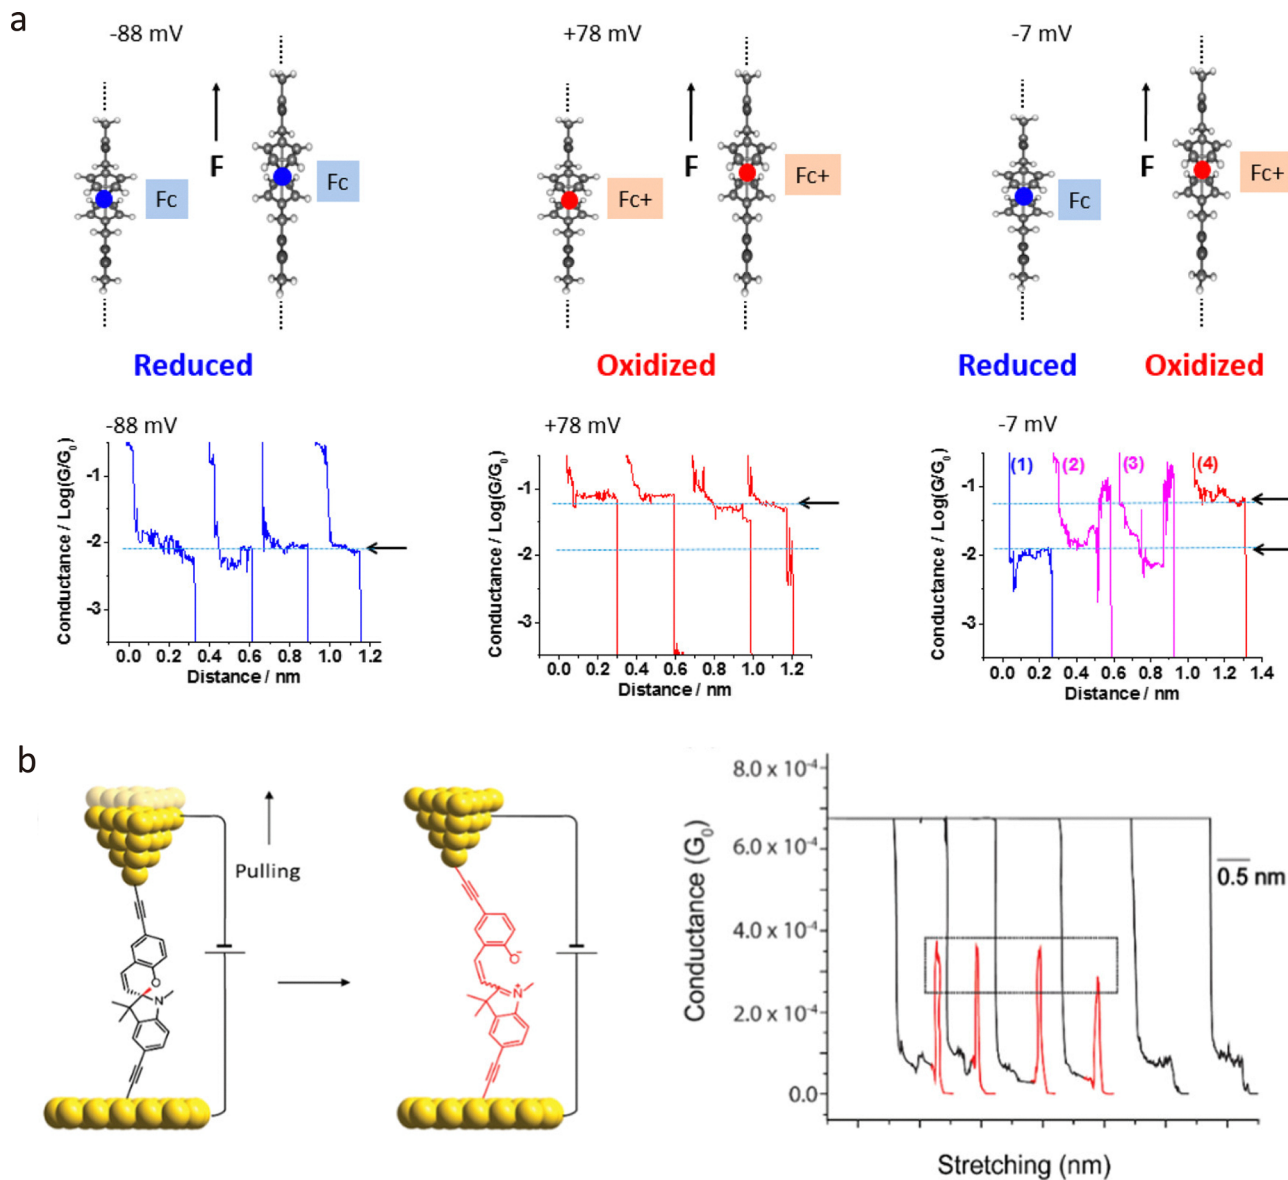 a
-88 mV
+78 mV
-7 mV
F
Fc
Fc
F
Fc+
Fc+
F
Fc
Fc+
Reduced
Oxidized
Reduced
Oxidized
-88 mV
Conductance / Log(G/G₀)
-1
-2
-3
0.0 0.2 0.4 0.6 0.8 1.0 1.2
Distance / nm
+78 mV
Conductance / Log(G/G₀)
-1
-2
-3
0.0 0.2 0.4 0.6 0.8 1.0 1.2
Distance / nm
-7 mV
Conductance / Log(G/G₀)
(1) (2) (3) (4)
-1
-2
-3
0.0 0.2 0.4 0.6 0.8 1.0 1.2 1.4
Distance / nm
b
Pulling
O
N
O⁻
N⁺
Conductance (G₀)
8.0 x 10⁻⁴
6.0 x 10⁻⁴
4.0 x 10⁻⁴
2.0 x 10⁻⁴
0.0
0.5 nm
Stretching (nm)